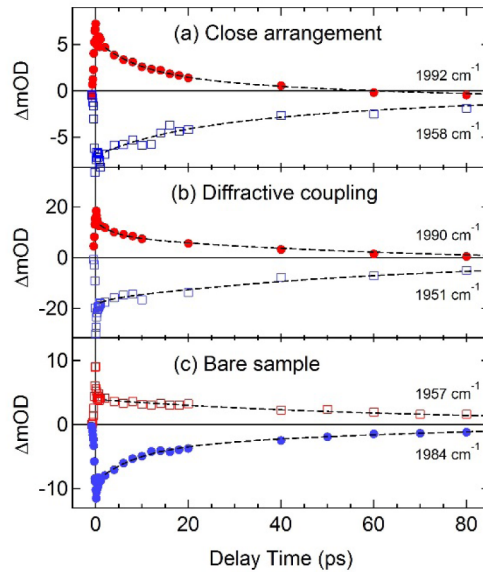 (a) Close arrangement
5
1992 cm⁻¹
0
1958 cm⁻¹
-5
ΔmOD
(b) Diffractive coupling
20
1990 cm⁻¹
0
1951 cm⁻¹
-20
ΔmOD
(c) Bare sample
10
1957 cm⁻¹
0
1984 cm⁻¹
-10
ΔmOD
0 20 40 60 80
Delay Time (ps)